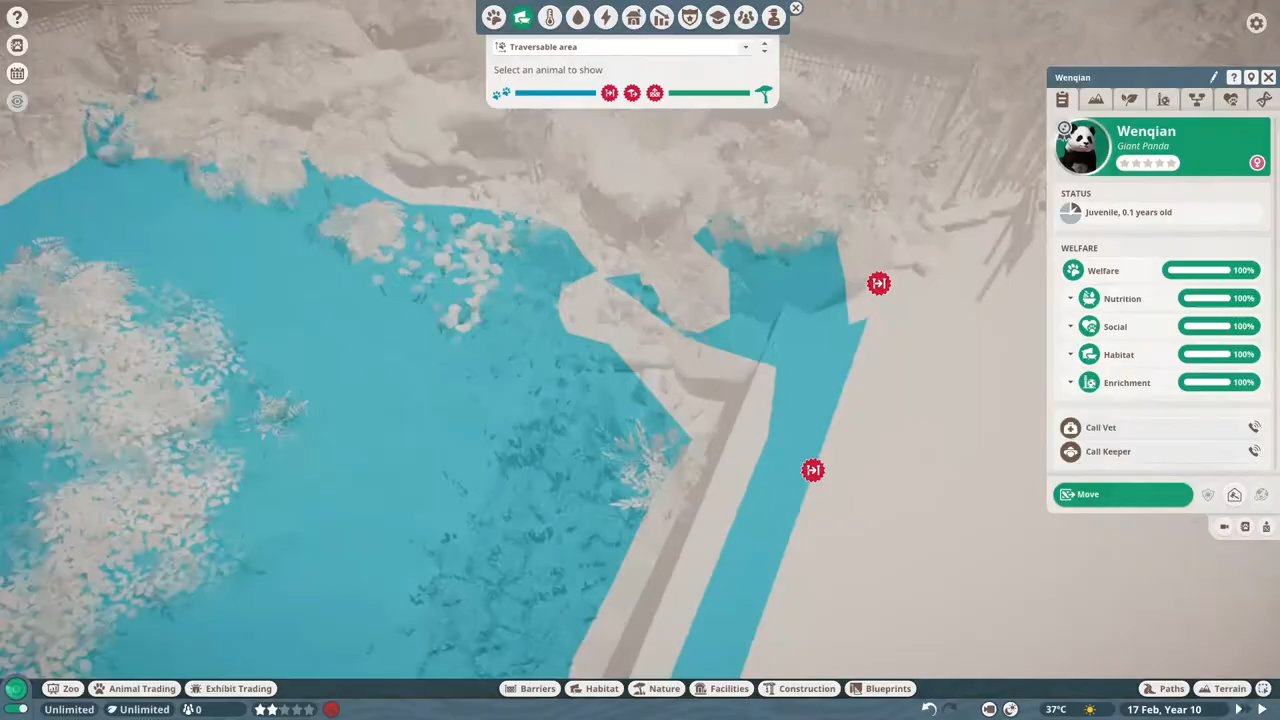 Traversable area
Select an animal to show
Wenqian
Wenqian
Giant Panda
STATUS
Juvenile, 0.1 years old
WELFARE
Welfare 100%
Nutrition 100%
Social 100%
Habitat 100%
Enrichment 100%
Call Vet
Call Keeper
Move
Zoo Animal Trading Exhibit Trading Barriers Habitat Nature Facilities Construction Blueprints Paths Terrain
Unlimited Unlimited 0 37°C 17 Feb, Year 10